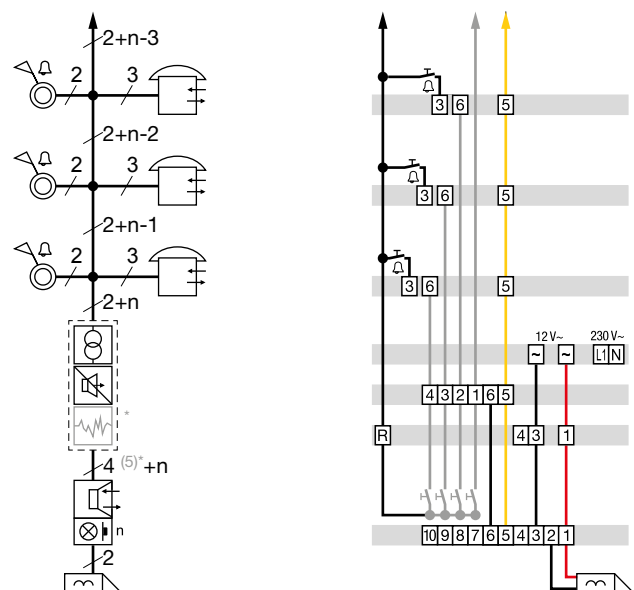 2+n-3
2 3
3 6 5
2+n-2
2 3
3 6 5
2+n-1
2 3
3 6 5
2+n
12 V~ 230 V~
~ ~ L1 N
4 3 2 1 6 5
*
R 4 3 1
4 (5)*+n
n
10 9 8 7 6 5 4 3 2 1
2